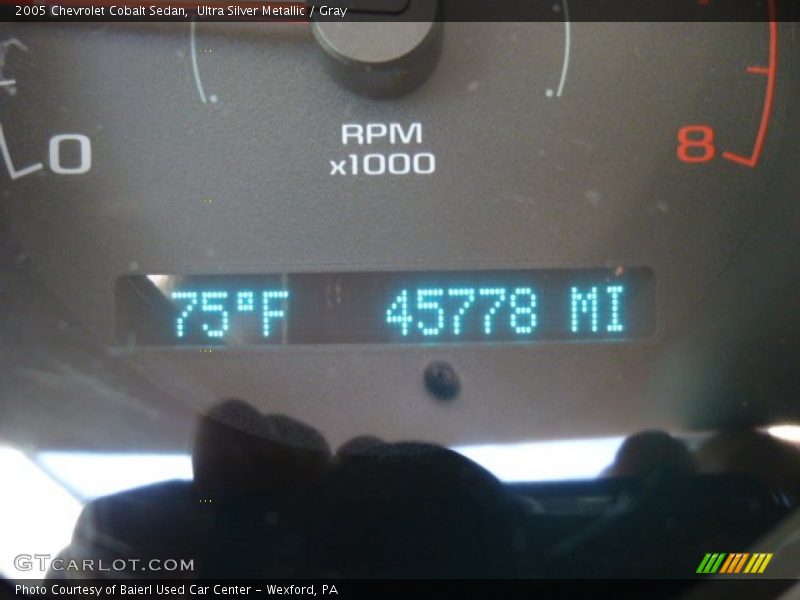 2005 Chevrolet Cobalt Sedan,  Ultra Silver Metallic / Gray
0
RPM
x1000
8
75°F 45778 MI
GTCARLOT.COM
Photo Courtesy of Baierl Used Car Center - Wexford, PA